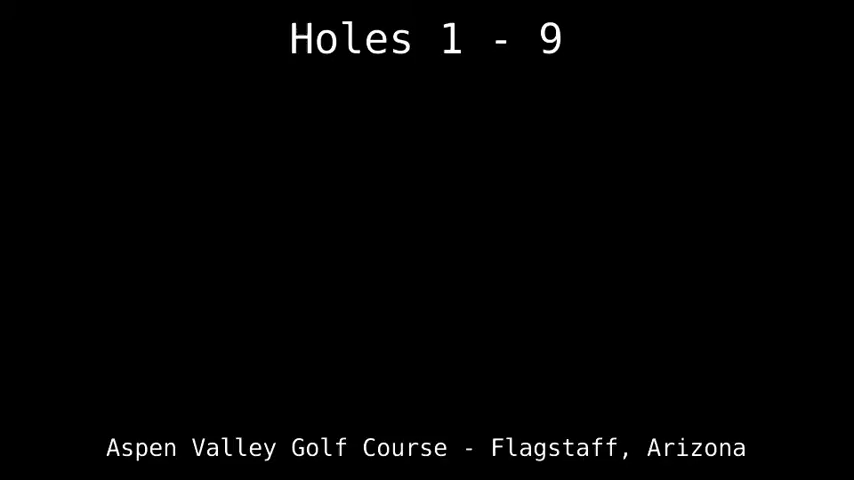 Holes 1 - 9
Aspen Valley Golf Course - Flagstaff, Arizona